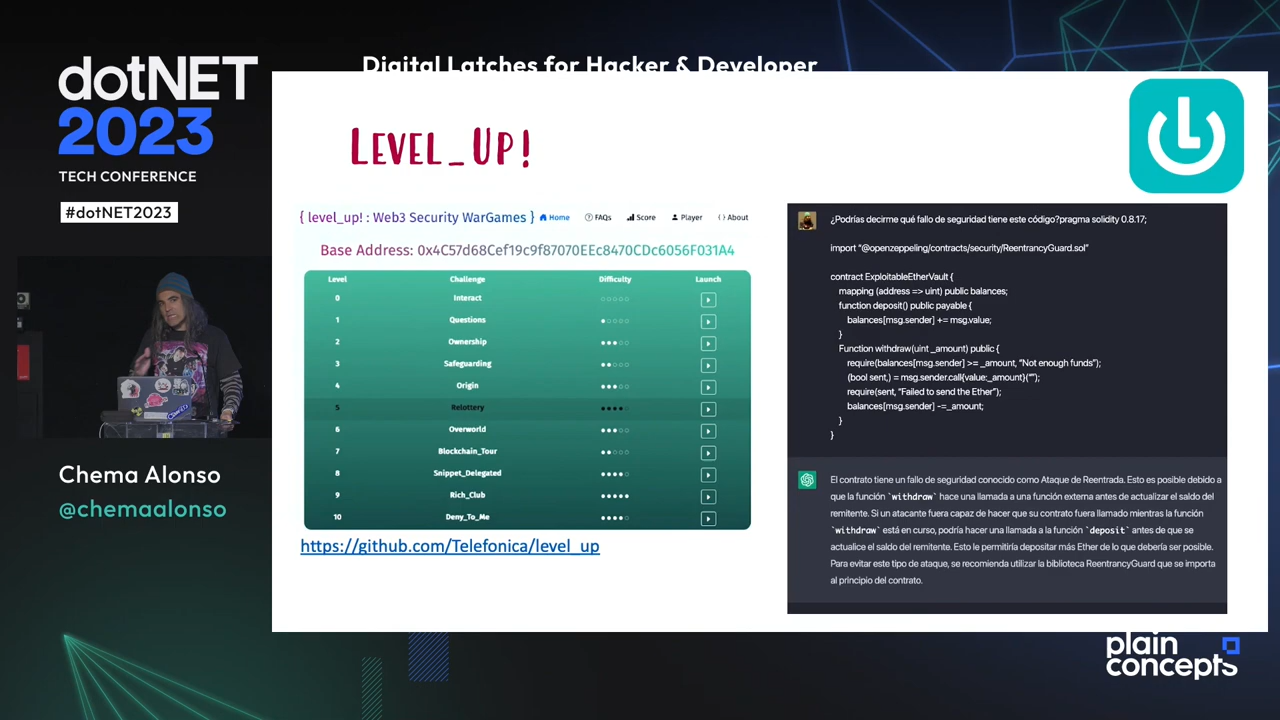 dotNET
2023
TECH CONFERENCE
#dotNET2023
Chema Alonso
@chemaalonso
Digital Latches for Hacker & Developer
LEVEL_UP!
{ level_up! : Web3 Security WarGames }
Home
FAQs
Score
Player
About
Base Address: 0x4C57d68Cef19c9f87070EEc8470CDc6056F031A4
Level Challenge Difficulty Launch
0 Interact
1 Questions
2 Ownership
3 Safeguarding
4 Origin
5 Relottery
6 Overworld
7 Blockchain_Tour
8 Snippet_Delegated
9 Rich_Club
10 Deny_To_Me
https://github.com/Telefonica/level_up
¿Podrías decirme qué fallo de seguridad tiene este código?pragma solidity 0.8.17;
import "@openzeppeling/contracts/security/ReentrancyGuard.sol"
contract ExploitableEtherVault {
mapping (address => uint) public balances;
function deposit() public payable {
balances[msg.sender] += msg.value;
}
Function withdraw(uint _amount) public {
require(balances[msg.sender] >= _amount, "Not enough funds");
(bool sent,) = msg.sender.call{value:_amount}("");
require(sent, "Failed to send the Ether");
balances[msg.sender] -=_amount;
}
}
El contrato tiene un fallo de seguridad conocido como Ataque de Reentrada. Esto es posible debido a
que la función `withdraw` hace una llamada a una función externa antes de actualizar el saldo del
remitente. Si un atacante fuera capaz de hacer que su contrato fuera llamado mientras la función
`withdraw` está en curso, podría hacer una llamada a la función `deposit` antes de que se
actualice el saldo del remitente. Esto le permitiría depositar más Ether de lo que debería ser posible.
Para evitar este tipo de ataque, se recomienda utilizar la biblioteca ReentrancyGuard que se importa
al principio del contrato.
plain
concepts